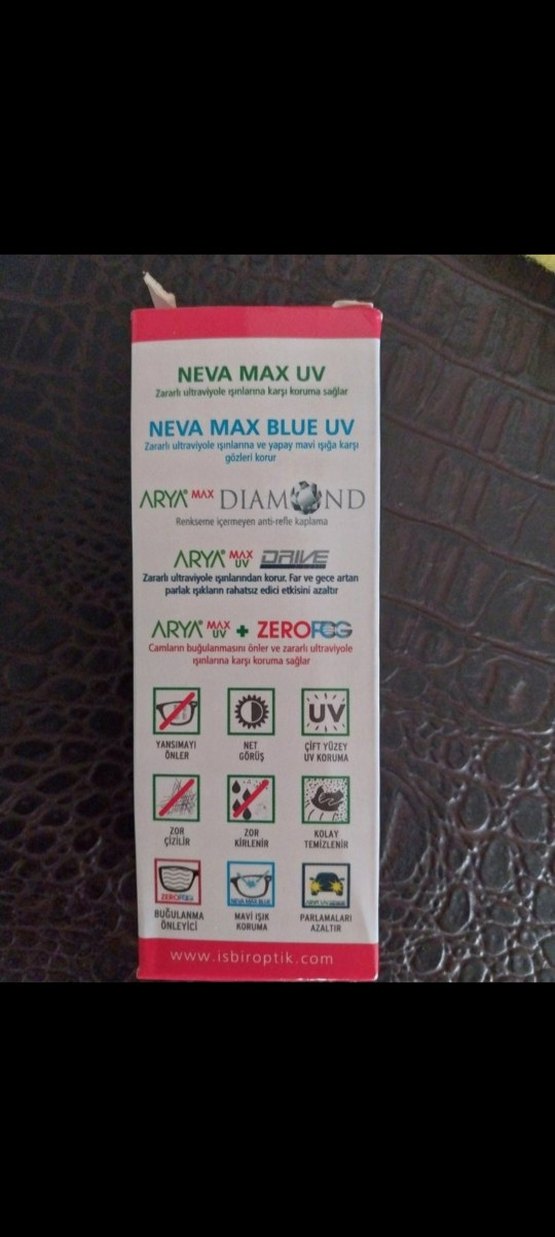 NEVA MAX UV
Zararlı ultraviyole ışınlarına karşı koruma sağlar
NEVA MAX BLUE UV
Zararlı ultraviyole ışınlarına ve yapay mavi ışığa karşı
gözleri korur
ARYA® MAX DIAMOND
Renkseme içermeyen anti-refle kaplama
ARYA® MAX UV DRIVE
Zararlı ultraviyole ışınlarından korur. Far ve gece artan
parlak ışıkların rahatsız edici etkisini azaltır
ARYA® MAX UV + ZEROFOG
Camların buğulanmasını önler ve zararlı ultraviyole
ışınlarına karşı koruma sağlar
UV
YANSIMAYI ÖNLER
NET GÖRÜŞ
ÇİFT YÜZEY UV KORUMA
ZOR ÇİZİLİR
ZOR KİRLENİR
KOLAY TEMİZLENİR
ZEROFOG
NEVA MAX BLUE
BUĞULANMA ÖNLEYİCİ
MAVİ IŞIK KORUMA
PARLAMALARI AZALTIR
www.isbiroptik.com